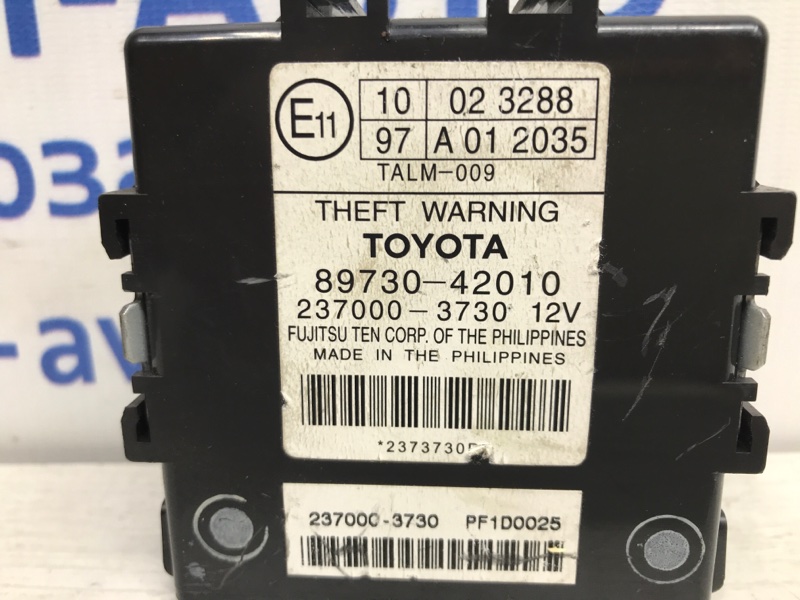 E11
10 02 3288
97 A 01 2035
TALM-009
THEFT WARNING
TOYOTA
89730-42010
237000-3730 12V
FUJITSU TEN CORP. OF THE PHILIPPINES
MADE IN THE PHILIPPINES
237000-3730 PF1D0025